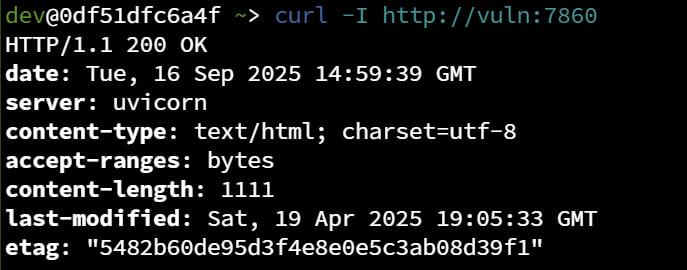 dev@0df51dfc6a4f ~> curl -I http://vuln:7860
HTTP/1.1 200 OK
date: Tue, 16 Sep 2025 14:59:39 GMT
server: uvicorn
content-type: text/html; charset=utf-8
accept-ranges: bytes
content-length: 1111
last-modified: Sat, 19 Apr 2025 19:05:33 GMT
etag: "5482b60de95d3f4e8e0e5c3ab08d39f1"